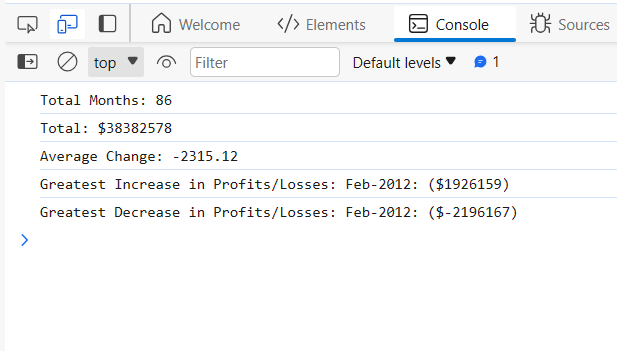 Welcome </> Elements Console Sources
top Filter Default levels 1
Total Months: 86
Total: $38382578
Average Change: -2315.12
Greatest Increase in Profits/Losses: Feb-2012: ($1926159)
Greatest Decrease in Profits/Losses: Feb-2012: ($-2196167)